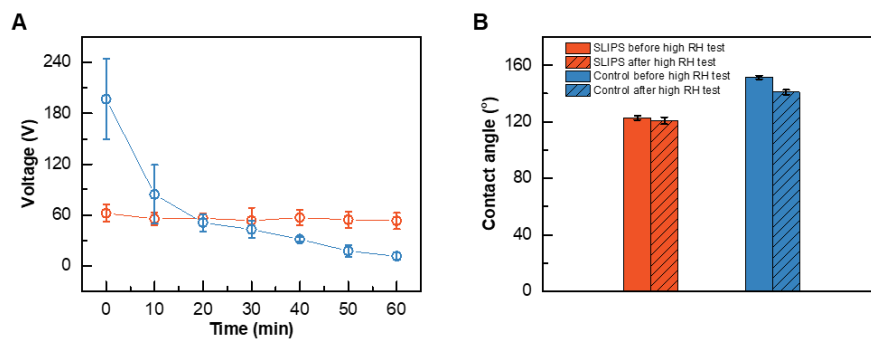 A
Voltage (V)
240
180
120
60
0
0 10 20 30 40 50 60
Time (min)
B
Contact angle (°)
160
120
80
40
0
SLIPS before high RH test
SLIPS after high RH test
Control before high RH test
Control after high RH test